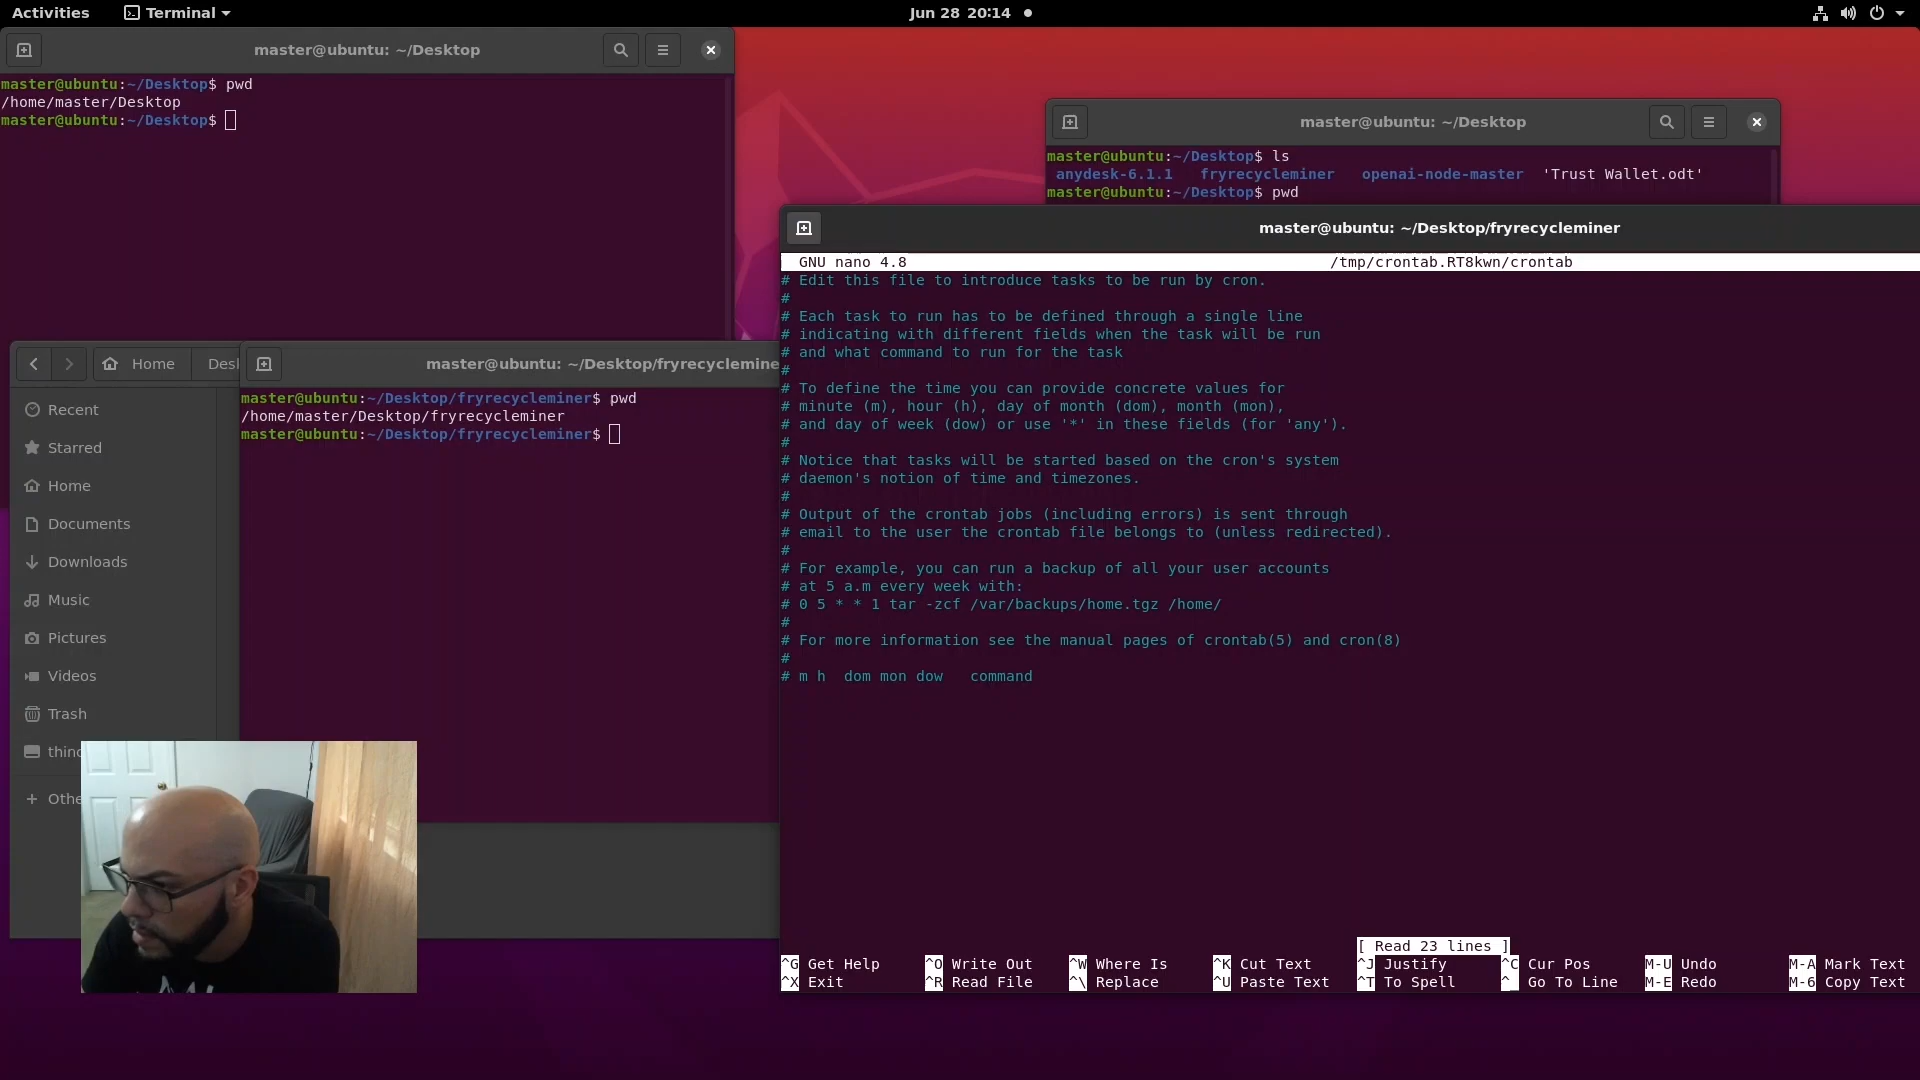 Activities Terminal Jun 28 20:14
master@ubuntu: ~/Desktop
master@ubuntu:~/Desktop$ pwd
/home/master/Desktop
master@ubuntu:~/Desktop$
master@ubuntu: ~/Desktop
master@ubuntu:~/Desktop$ ls
anydesk-6.1.1 fryrecycleminer openai-node-master 'Trust Wallet.odt'
master@ubuntu:~/Desktop$ pwd
Home Desl
Recent
Starred
Home
Documents
Downloads
Music
Pictures
Videos
Trash
thinc
+ Othe
master@ubuntu: ~/Desktop/fryrecyclemine
master@ubuntu:~/Desktop/fryrecycleminer$ pwd
/home/master/Desktop/fryrecycleminer
master@ubuntu:~/Desktop/fryrecycleminer$
master@ubuntu: ~/Desktop/fryrecycleminer
GNU nano 4.8 /tmp/crontab.RT8kwn/crontab
# Edit this file to introduce tasks to be run by cron.
#
# Each task to run has to be defined through a single line
# indicating with different fields when the task will be run
# and what command to run for the task
#
# To define the time you can provide concrete values for
# minute (m), hour (h), day of month (dom), month (mon),
# and day of week (dow) or use '*' in these fields (for 'any').
#
# Notice that tasks will be started based on the cron's system
# daemon's notion of time and timezones.
#
# Output of the crontab jobs (including errors) is sent through
# email to the user the crontab file belongs to (unless redirected).
#
# For example, you can run a backup of all your user accounts
# at 5 a.m every week with:
# 0 5 * * 1 tar -zcf /var/backups/home.tgz /home/
#
# For more information see the manual pages of crontab(5) and cron(8)
#
# m h  dom mon dow   command
[ Read 23 lines ]
^G Get Help ^O Write Out ^W Where Is ^K Cut Text ^J Justify ^C Cur Pos M-U Undo M-A Mark Text
^X Exit ^R Read File ^\ Replace ^U Paste Text ^T To Spell ^_ Go To Line M-E Redo M-6 Copy Text